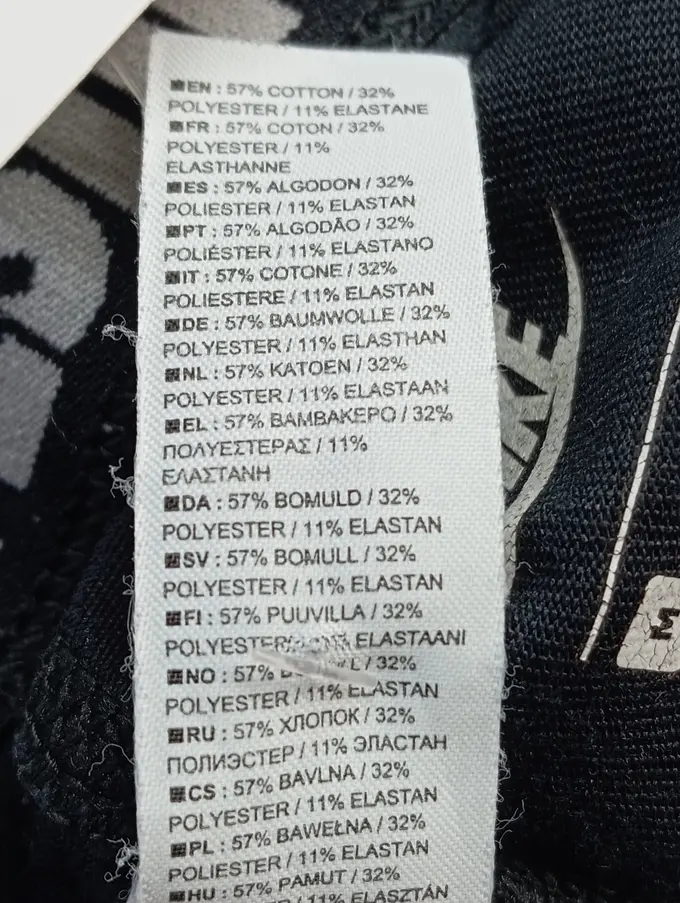 EN : 57% COTTON / 32%
POLYESTER / 11% ELASTANE
FR : 57% COTON / 32%
POLYESTER / 11%
ELASTHANNE
ES : 57% ALGODON / 32%
POLIESTER / 11% ELASTAN
PT : 57% ALGODÃO / 32%
POLIÉSTER / 11% ELASTANO
IT : 57% COTONE / 32%
POLIESTERE / 11% ELASTAN
DE : 57% BAUMWOLLE / 32%
POLYESTER / 11% ELASTHAN
NL : 57% KATOEN / 32%
POLYESTER / 11% ELASTAAN
EL : 57% ΒΑΜΒΑΚΕΡΟ / 32%
ΠΟΛΥΕΣΤΕΡΑΣ / 11%
ΕΛΑΣΤΑΝΗ
DA : 57% BOMULD / 32%
POLYESTER / 11% ELASTAN
SV : 57% BOMULL / 32%
POLYESTER / 11% ELASTAN
FI : 57% PUUVILLA / 32%
POLYESTER ELASTAANI
NO : 57% / 32%
POLYESTER / 11% ELASTAN
RU : 57% ХЛОПОК / 32%
ПОЛИЭСТЕР / 11% ЭЛАСТАН
CS : 57% BAVLNA / 32%
POLYESTER / 11% ELASTAN
PL : 57% BAWEŁNA / 32%
POLIESTER / 11% ELASTAN
HU : 57% PAMUT / 32%
11% ELASZTÁN
M